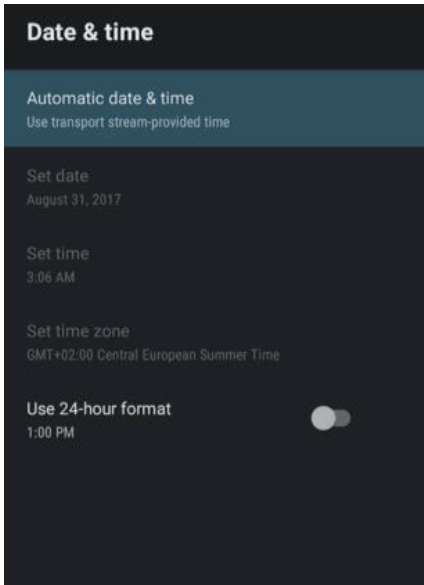 Date & time
Automatic date & time
Use transport stream-provided time
Set date
August 31, 2017
Set time
3:06 AM
Set time zone
GMT+02:00 Central European Summer Time
Use 24-hour format
1:00 PM